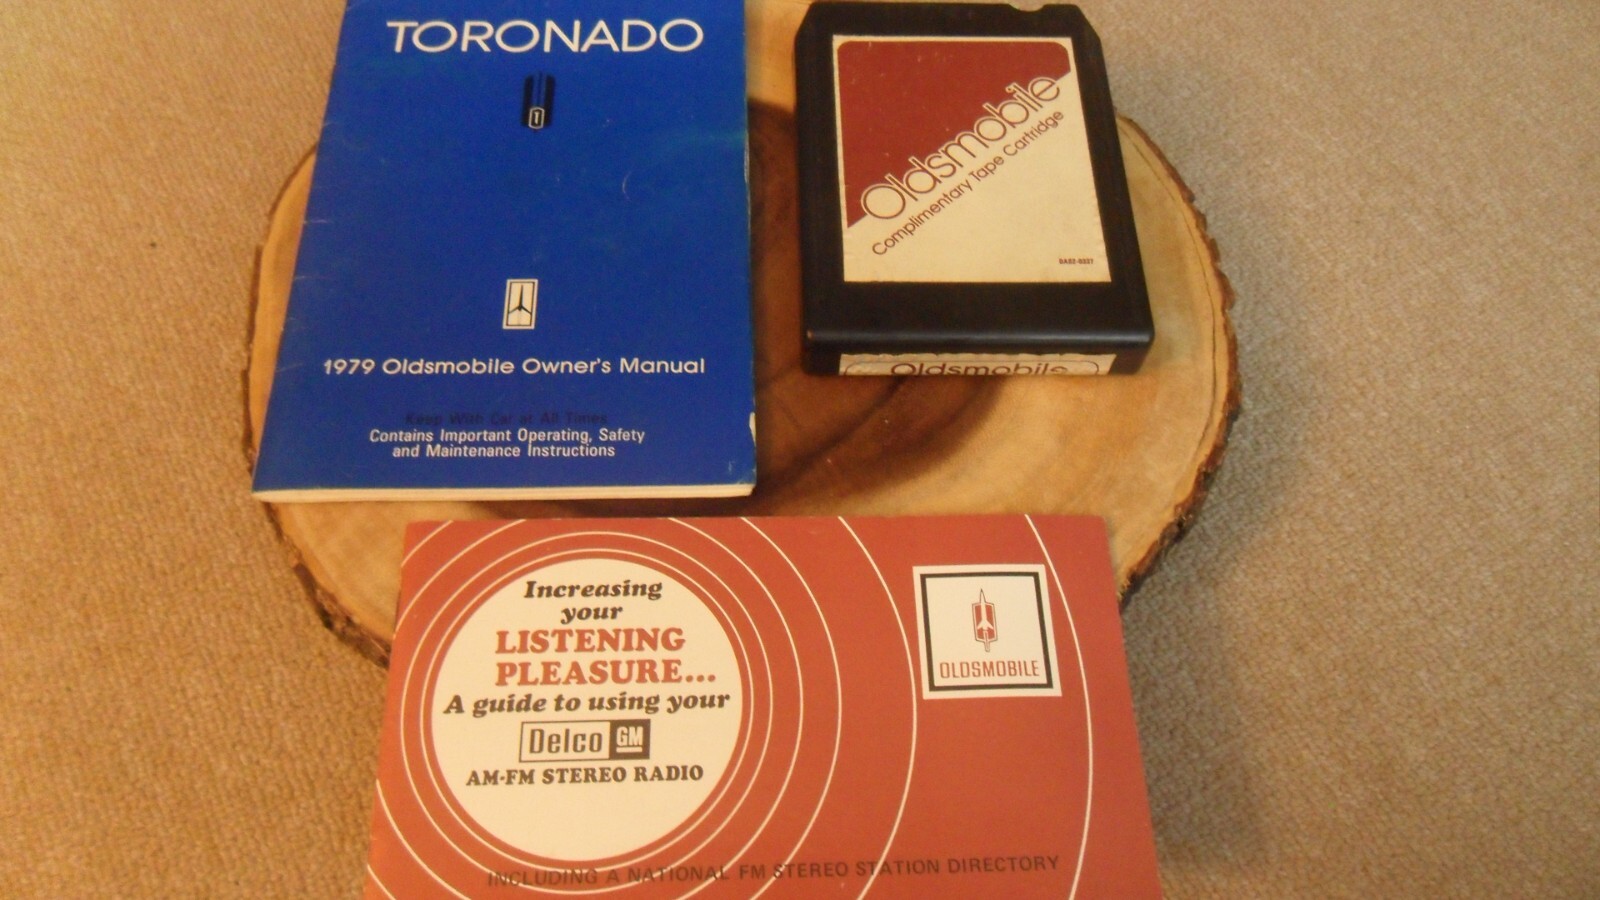 TORONADO
1979 Oldsmobile Owner's Manual
Keep With Car at All Times
Contains Important Operating, Safety
and Maintenance Instructions
Oldsmobile
Complimentary Tape Cartridge
Oldsmobile
Increasing
your
LISTENING
PLEASURE...
A guide to using your
Delco GM
AM-FM STEREO RADIO
OLDSMOBILE
INCLUDING A NATIONAL FM STEREO STATION DIRECTORY